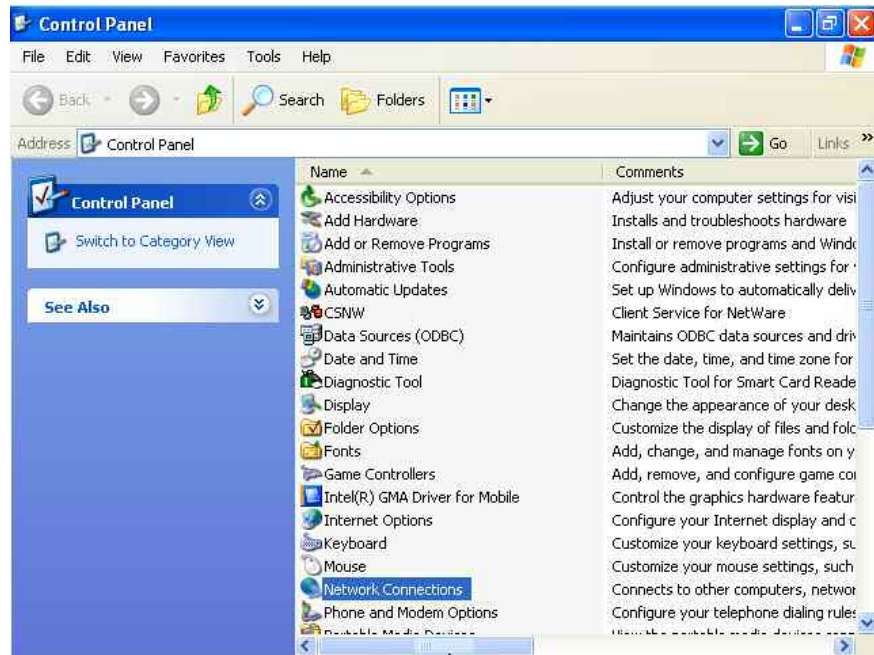 Control Panel
File Edit View Favorites Tools Help
Back Search Folders
Address Control Panel Go Links »
Name Comments
Control Panel
Switch to Category View
See Also
Accessibility Options Adjust your computer settings for visi
Add Hardware Installs and troubleshoots hardware
Add or Remove Programs Install or remove programs and Windo
Administrative Tools Configure administrative settings for
Automatic Updates Set up Windows to automatically deliv
CSNW Client Service for NetWare
Data Sources (ODBC) Maintains ODBC data sources and driv
Date and Time Set the date, time, and time zone for
Diagnostic Tool Diagnostic Tool for Smart Card Reade
Display Change the appearance of your desk
Folder Options Customize the display of files and folc
Fonts Add, change, and manage fonts on y
Game Controllers Add, remove, and configure game co
Intel(R) GMA Driver for Mobile Control the graphics hardware featur
Internet Options Configure your Internet display and c
Keyboard Customize your keyboard settings, su
Mouse Customize your mouse settings, such
Network Connections Connects to other computers, networ
Phone and Modem Options Configure your telephone dialing rules